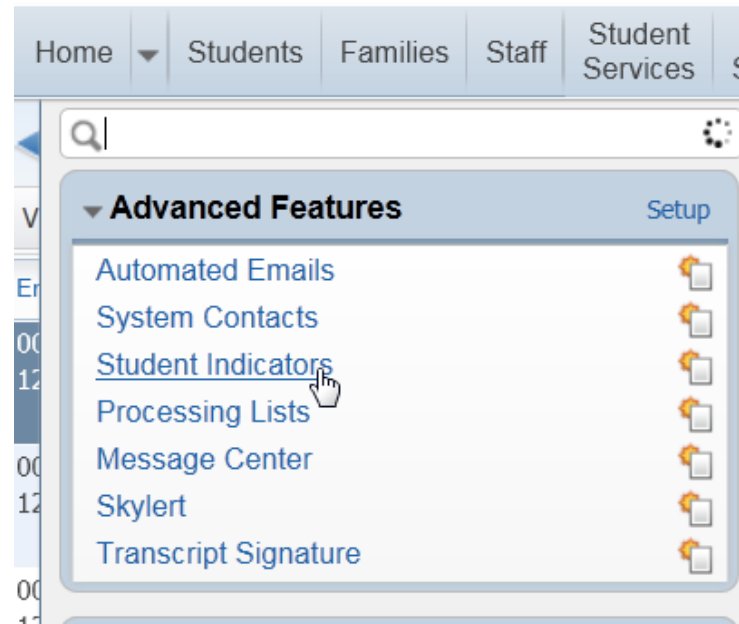 Home Students Families Staff Student Services
Advanced Features Setup
Automated Emails
System Contacts
Student Indicators
Processing Lists
Message Center
Skylert
Transcript Signature